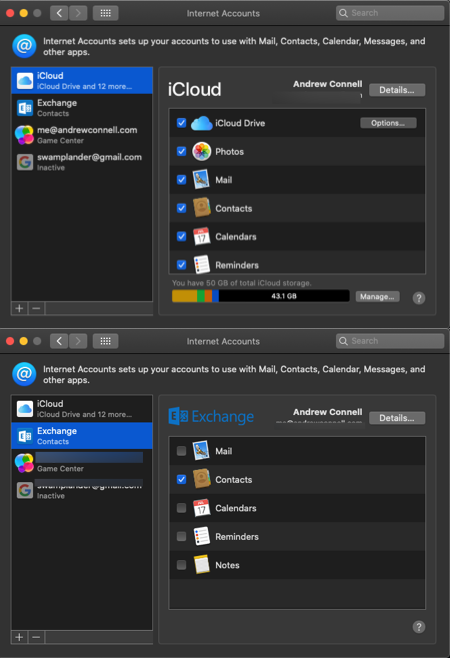 Internet Accounts
Search
Internet Accounts sets up your accounts to use with Mail, Contacts, Calendar, Messages, and
other apps.
iCloud
iCloud Drive and 12 more...
Exchange
Contacts
me@andrewconnell.com
Game Center
swamplander@gmail.com
Inactive
iCloud
Andrew Connell
Details...
iCloud Drive
Options...
Photos
Mail
Contacts
17
Calendars
Reminders
You have 50 GB of total iCloud storage.
43.1 GB
Manage...
?
+ −
Internet Accounts
Search
Internet Accounts sets up your accounts to use with Mail, Contacts, Calendar, Messages, and
other apps.
iCloud
iCloud Drive and 12 more...
Exchange
Contacts
Game Center
swamplander@gmail.com
Inactive
Exchange
Andrew Connell
Details...
Mail
Contacts
17
Calendars
Reminders
Notes
?
+ −